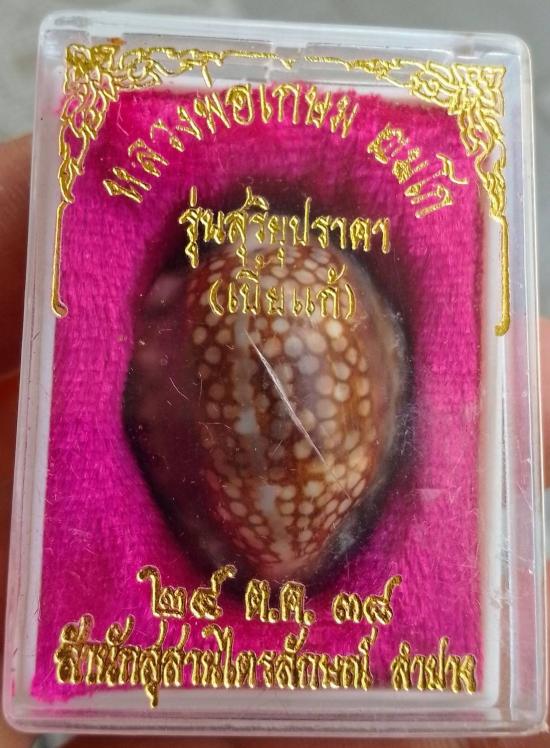 หลวงพ่อเกษม เขมโก
รุ่นสุริยุปราคา
(เบี้ยแก้)
๒๔ ต.ค. ๓๘
สำนักสุสานไตรลักษณ์ ลำปาง